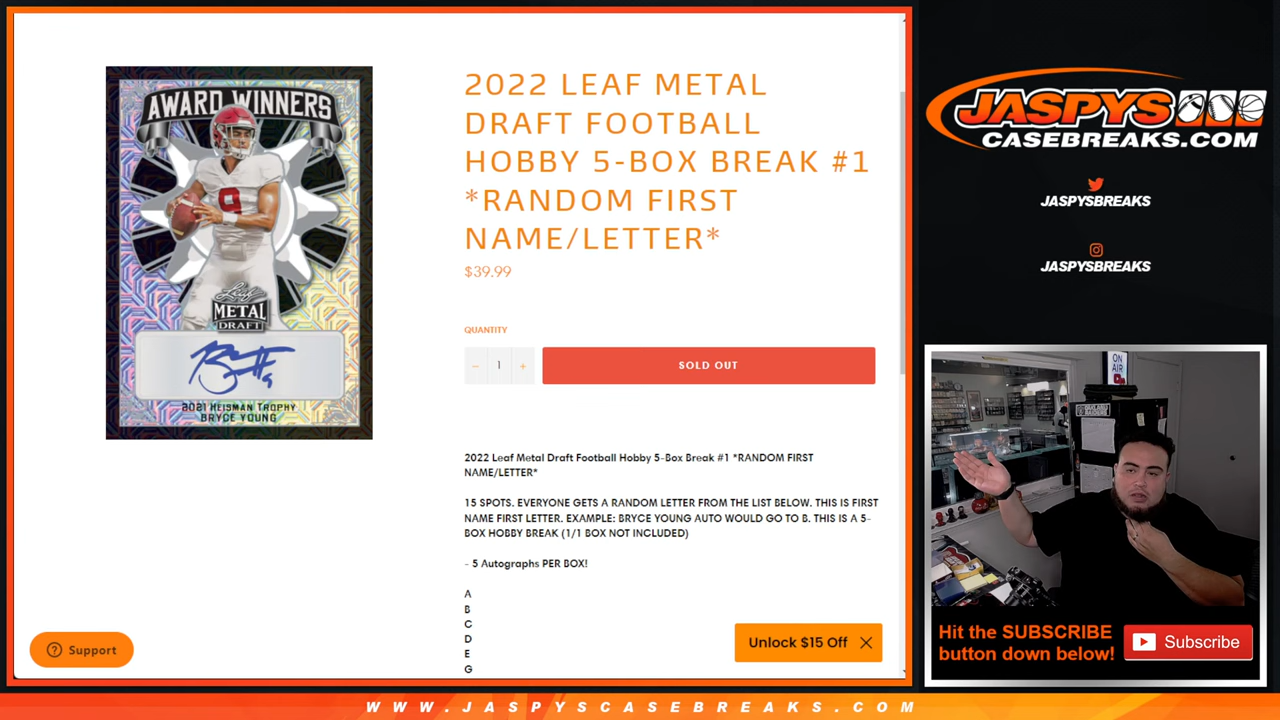 AWARD WINNERS
Leaf
METAL
DRAFT
2021 HEISMAN TROPHY
BRYCE YOUNG
2022 LEAF METAL
DRAFT FOOTBALL
HOBBY 5-BOX BREAK #1
*RANDOM FIRST
NAME/LETTER*
$39.99
QUANTITY
− 1 +
SOLD OUT
2022 Leaf Metal Draft Football Hobby 5-Box Break #1 *RANDOM FIRST
NAME/LETTER*
15 SPOTS. EVERYONE GETS A RANDOM LETTER FROM THE LIST BELOW. THIS IS FIRST
NAME FIRST LETTER. EXAMPLE: BRYCE YOUNG AUTO WOULD GO TO B. THIS IS A 5-
BOX HOBBY BREAK (1/1 BOX NOT INCLUDED)
- 5 Autographs PER BOX!
A
B
C
D
E
G
Support
Unlock $15 Off
JASPYS
CASEBREAKS.COM
JASPYSBREAKS
JASPYSBREAKS
ON
AIR
Hit the SUBSCRIBE
button down below!
Subscribe
WWW.JASPYSCASEBREAKS.COM